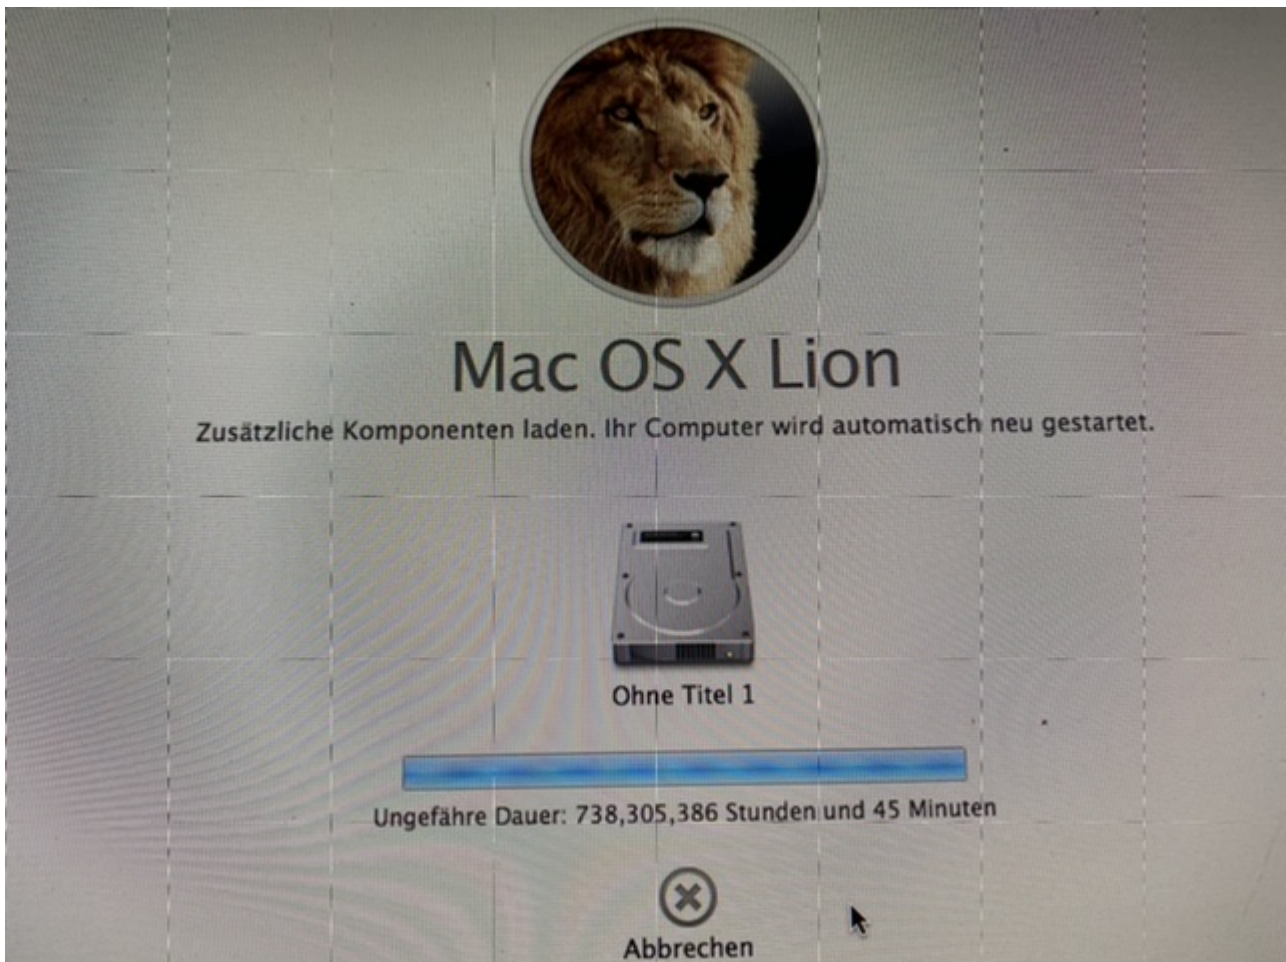 Mac OS X Lion
Zusätzliche Komponenten laden. Ihr Computer wird automatisch neu gestartet.
Ohne Titel 1
Ungefähre Dauer: 738,305,386 Stunden und 45 Minuten
Abbrechen